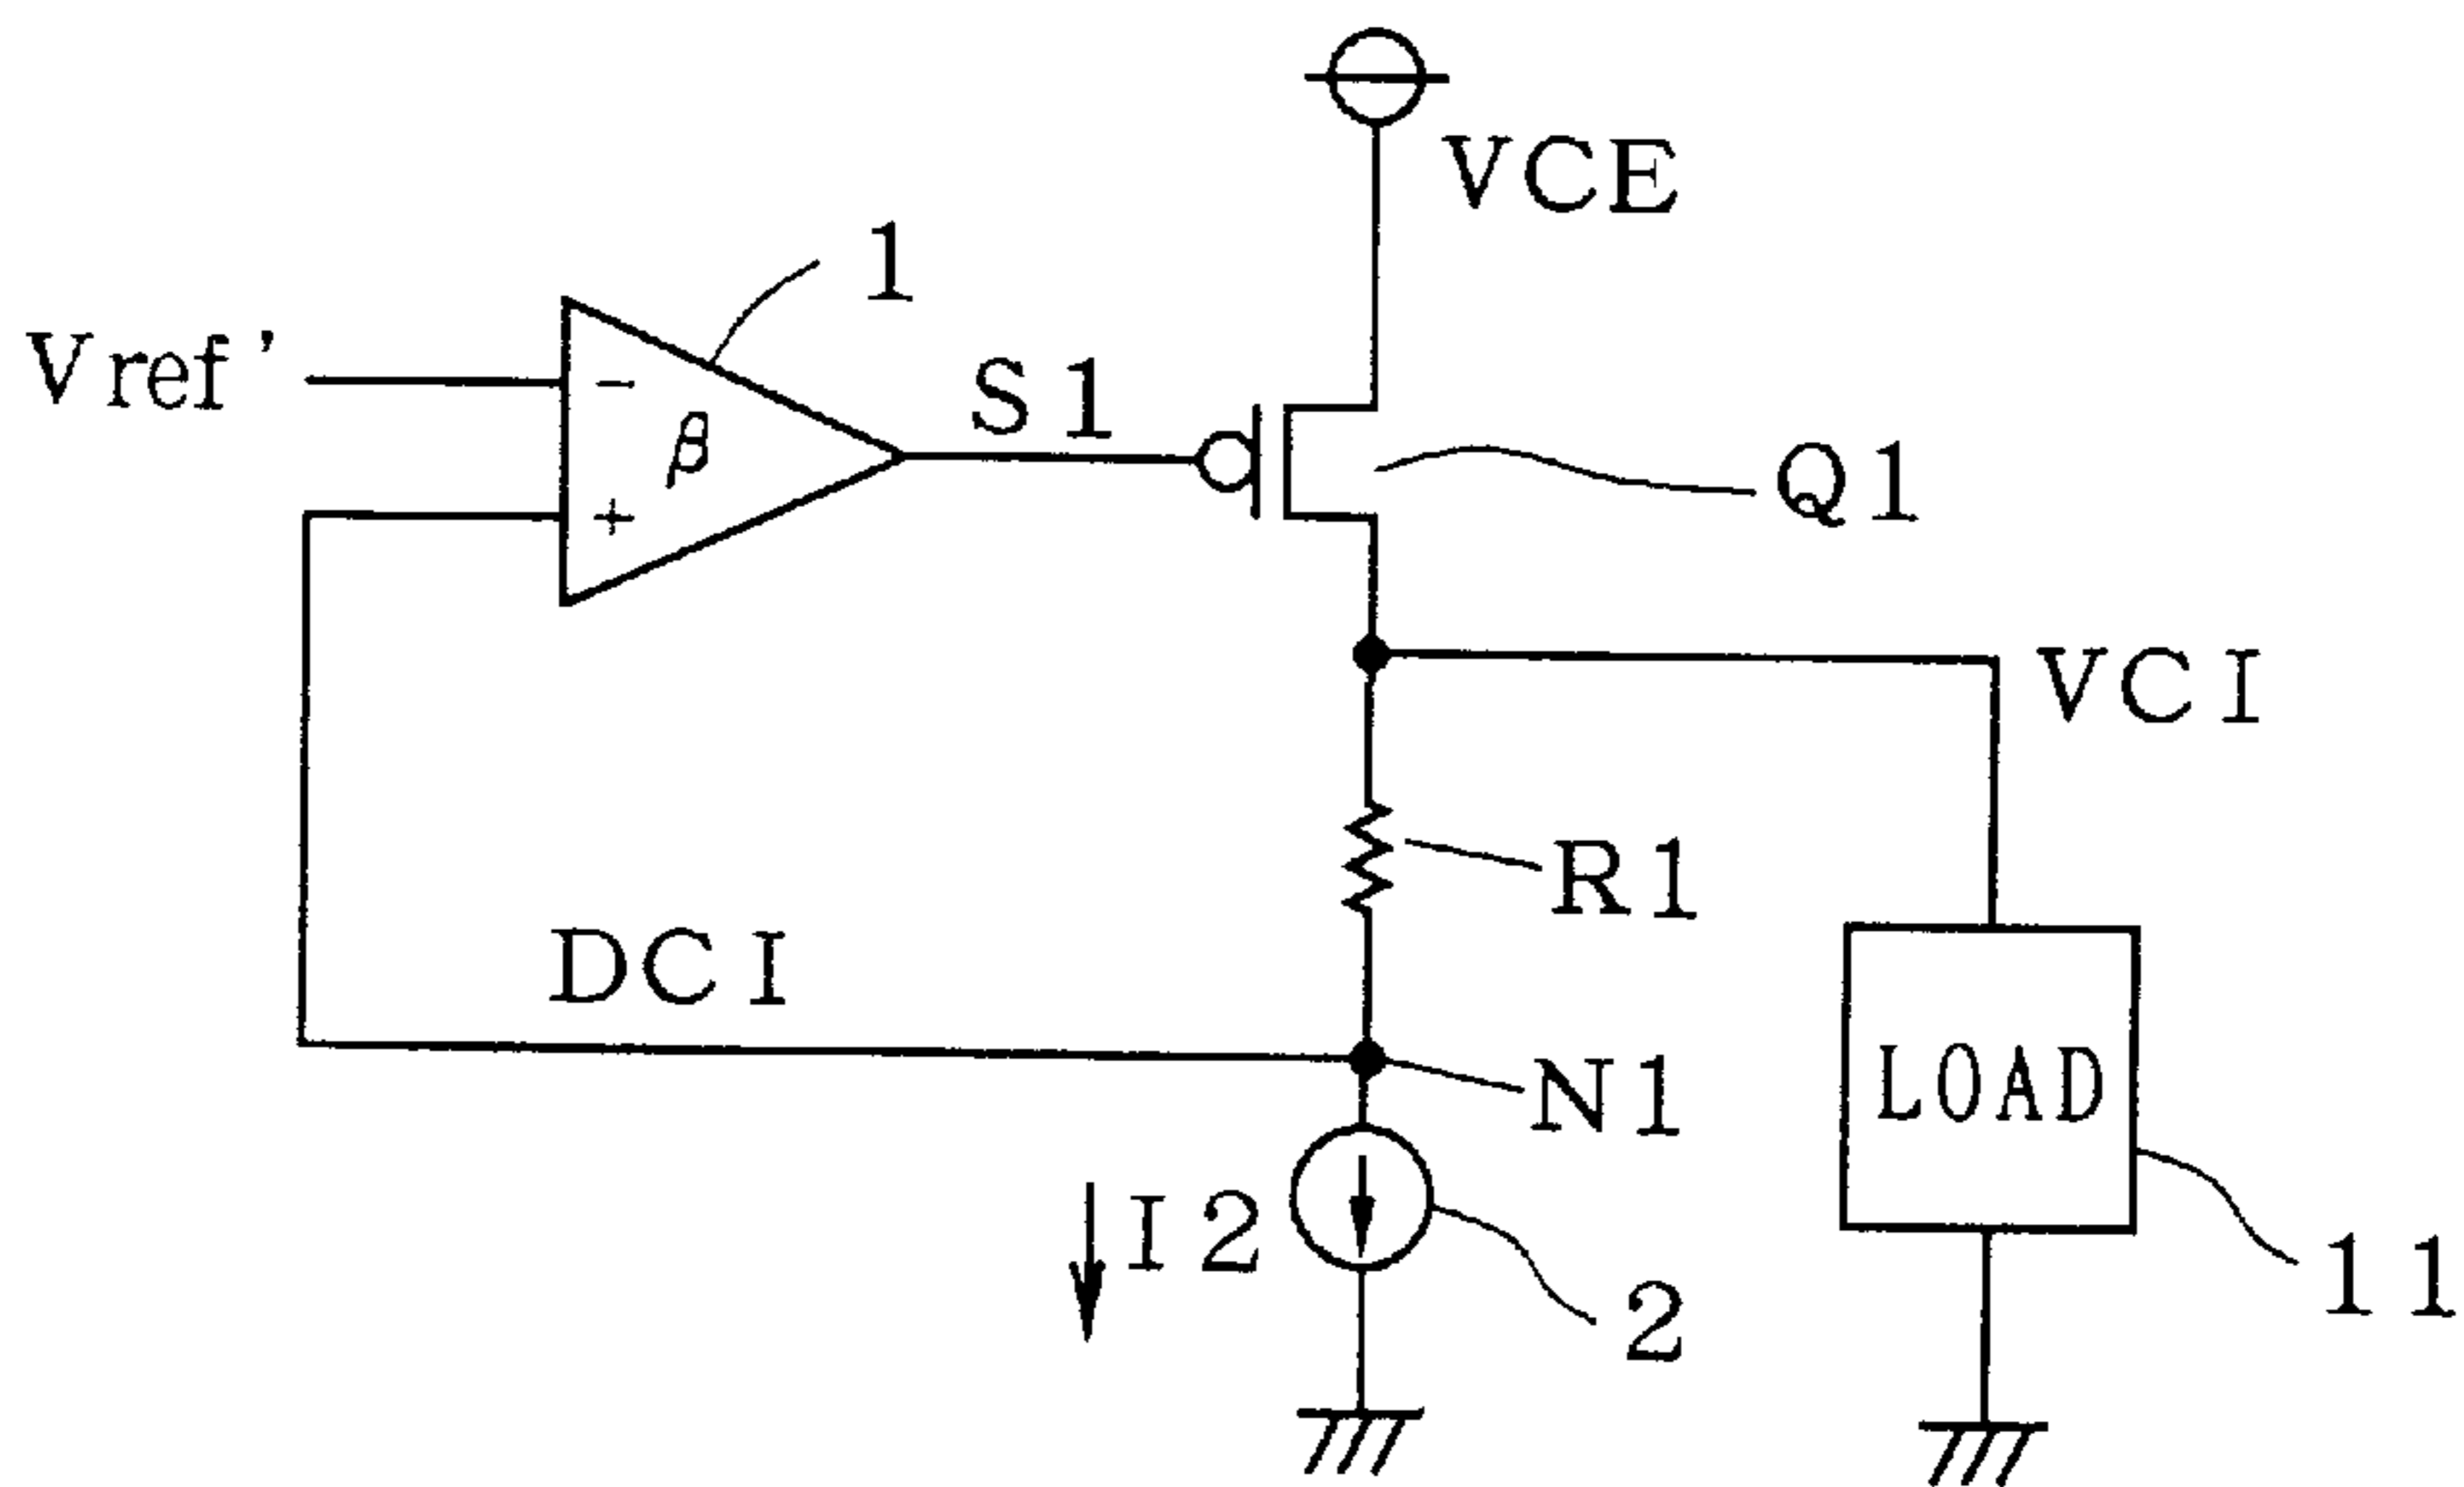 VCE
1
Vref'
-
β
+
S1
Q1
VCI
R1
DCI
N1
LOAD
I2
2
11